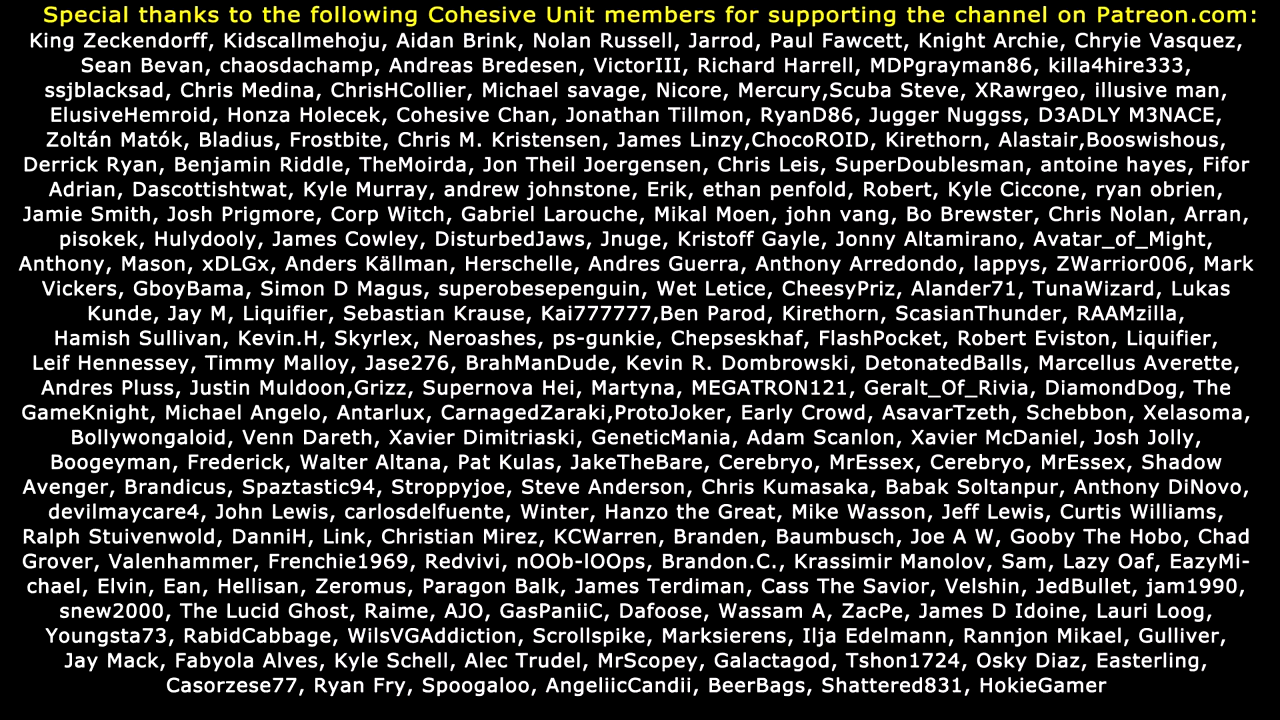 Special thanks to the following Cohesive Unit members for supporting the channel on Patreon.com:
King Zeckendorff, Kidscallmehoju, Aidan Brink, Nolan Russell, Jarrod, Paul Fawcett, Knight Archie, Chryie Vasquez,
Sean Bevan, chaosdachamp, Andreas Bredesen, VictorIII, Richard Harrell, MDPgrayman86, killa4hire333,
ssjblacksad, Chris Medina, ChrisHCollier, Michael savage, Nicore, Mercury,Scuba Steve, XRawrgeo, illusive man,
ElusiveHemroid, Honza Holecek, Cohesive Chan, Jonathan Tillmon, RyanD86, Jugger Nuggss, D3ADLY M3NACE,
Zoltán Matók, Bladius, Frostbite, Chris M. Kristensen, James Linzy,ChocoROID, Kirethorn, Alastair,Booswishous,
Derrick Ryan, Benjamin Riddle, TheMoirda, Jon Theil Joergensen, Chris Leis, SuperDoublesman, antoine hayes, Fifor
Adrian, Dascottishtwat, Kyle Murray, andrew johnstone, Erik, ethan penfold, Robert, Kyle Ciccone, ryan obrien,
Jamie Smith, Josh Prigmore, Corp Witch, Gabriel Larouche, Mikal Moen, john vang, Bo Brewster, Chris Nolan, Arran,
pisokek, Hulydooly, James Cowley, DisturbedJaws, Jnuge, Kristoff Gayle, Jonny Altamirano, Avatar_of_Might,
Anthony, Mason, xDLGx, Anders Källman, Herschelle, Andres Guerra, Anthony Arredondo, lappys, ZWarrior006, Mark
Vickers, GboyBama, Simon D Magus, superobesepenguin, Wet Letice, CheesyPriz, Alander71, TunaWizard, Lukas
Kunde, Jay M, Liquifier, Sebastian Krause, Kai777777,Ben Parod, Kirethorn, ScasianThunder, RAAMzilla,
Hamish Sullivan, Kevin.H, Skyrlex, Neroashes, ps-gunkie, Chepseskhaf, FlashPocket, Robert Eviston, Liquifier,
Leif Hennessey, Timmy Malloy, Jase276, BrahManDude, Kevin R. Dombrowski, DetonatedBalls, Marcellus Averette,
Andres Pluss, Justin Muldoon,Grizz, Supernova Hei, Martyna, MEGATRON121, Geralt_Of_Rivia, DiamondDog, The
GameKnight, Michael Angelo, Antarlux, CarnagedZaraki,ProtoJoker, Early Crowd, AsavarTzeth, Schebbon, Xelasoma,
Bollywongaloid, Venn Dareth, Xavier Dimitriaski, GeneticMania, Adam Scanlon, Xavier McDaniel, Josh Jolly,
Boogeyman, Frederick, Walter Altana, Pat Kulas, JakeTheBare, Cerebryo, MrEssex, Cerebryo, MrEssex, Shadow
Avenger, Brandicus, Spaztastic94, Stroppyjoe, Steve Anderson, Chris Kumasaka, Babak Soltanpur, Anthony DiNovo,
devilmaycare4, John Lewis, carlosdelfuente, Winter, Hanzo the Great, Mike Wasson, Jeff Lewis, Curtis Williams,
Ralph Stuivenwold, DanniH, Link, Christian Mirez, KCWarren, Branden, Baumbusch, Joe A W, Gooby The Hobo, Chad
Grover, Valenhammer, Frenchie1969, Redvivi, nOOb-lOOps, Brandon.C., Krassimir Manolov, Sam, Lazy Oaf, EazyMi-
chael, Elvin, Ean, Hellisan, Zeromus, Paragon Balk, James Terdiman, Cass The Savior, Velshin, JedBullet, jam1990,
snew2000, The Lucid Ghost, Raime, AJO, GasPaniiC, Dafoose, Wassam A, ZacPe, James D Idoine, Lauri Loog,
Youngsta73, RabidCabbage, WilsVGAddiction, Scrollspike, Marksierens, Ilja Edelmann, Rannjon Mikael, Gulliver,
Jay Mack, Fabyola Alves, Kyle Schell, Alec Trudel, MrScopey, Galactagod, Tshon1724, Osky Diaz, Easterling,
Casorzese77, Ryan Fry, Spoogaloo, AngeliicCandii, BeerBags, Shattered831, HokieGamer